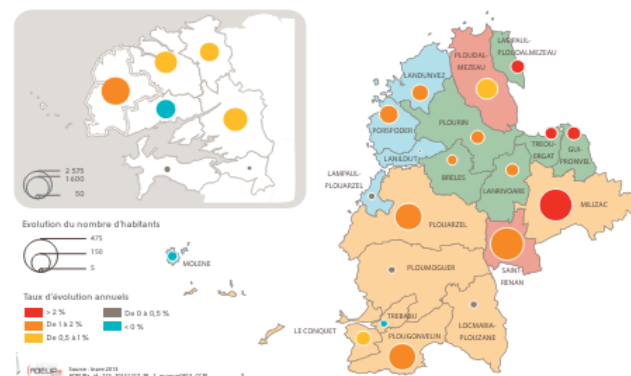 2 575
1 600
50
Evolution du nombre d'habitants
475
150
5
Taux d'évolution annuels
> 2 %
De 1 à 2 %
De 0,5 à 1 %
De 0 à 0,5 %
< 0 %
Source : Insee 2013
LAMPAUL-
PLOUDALMEZEAU
PLOUDAL-
MEZEAU
LANDUNVEZ
PLOURIN
PORSPODER
LANILDUT
TREOU-
ERGAT
GUI-
PRONVEL
BRELES
LANRIVOARE
LAMPAUL-
PLOUARZEL
MILIZAC
PLOUARZEL
SAINT-
RENAN
PLOUMOGUER
MOLENE
TREBABU
LOCMARIA-
PLOUZANE
LE CONQUET
PLOUGONVELIN